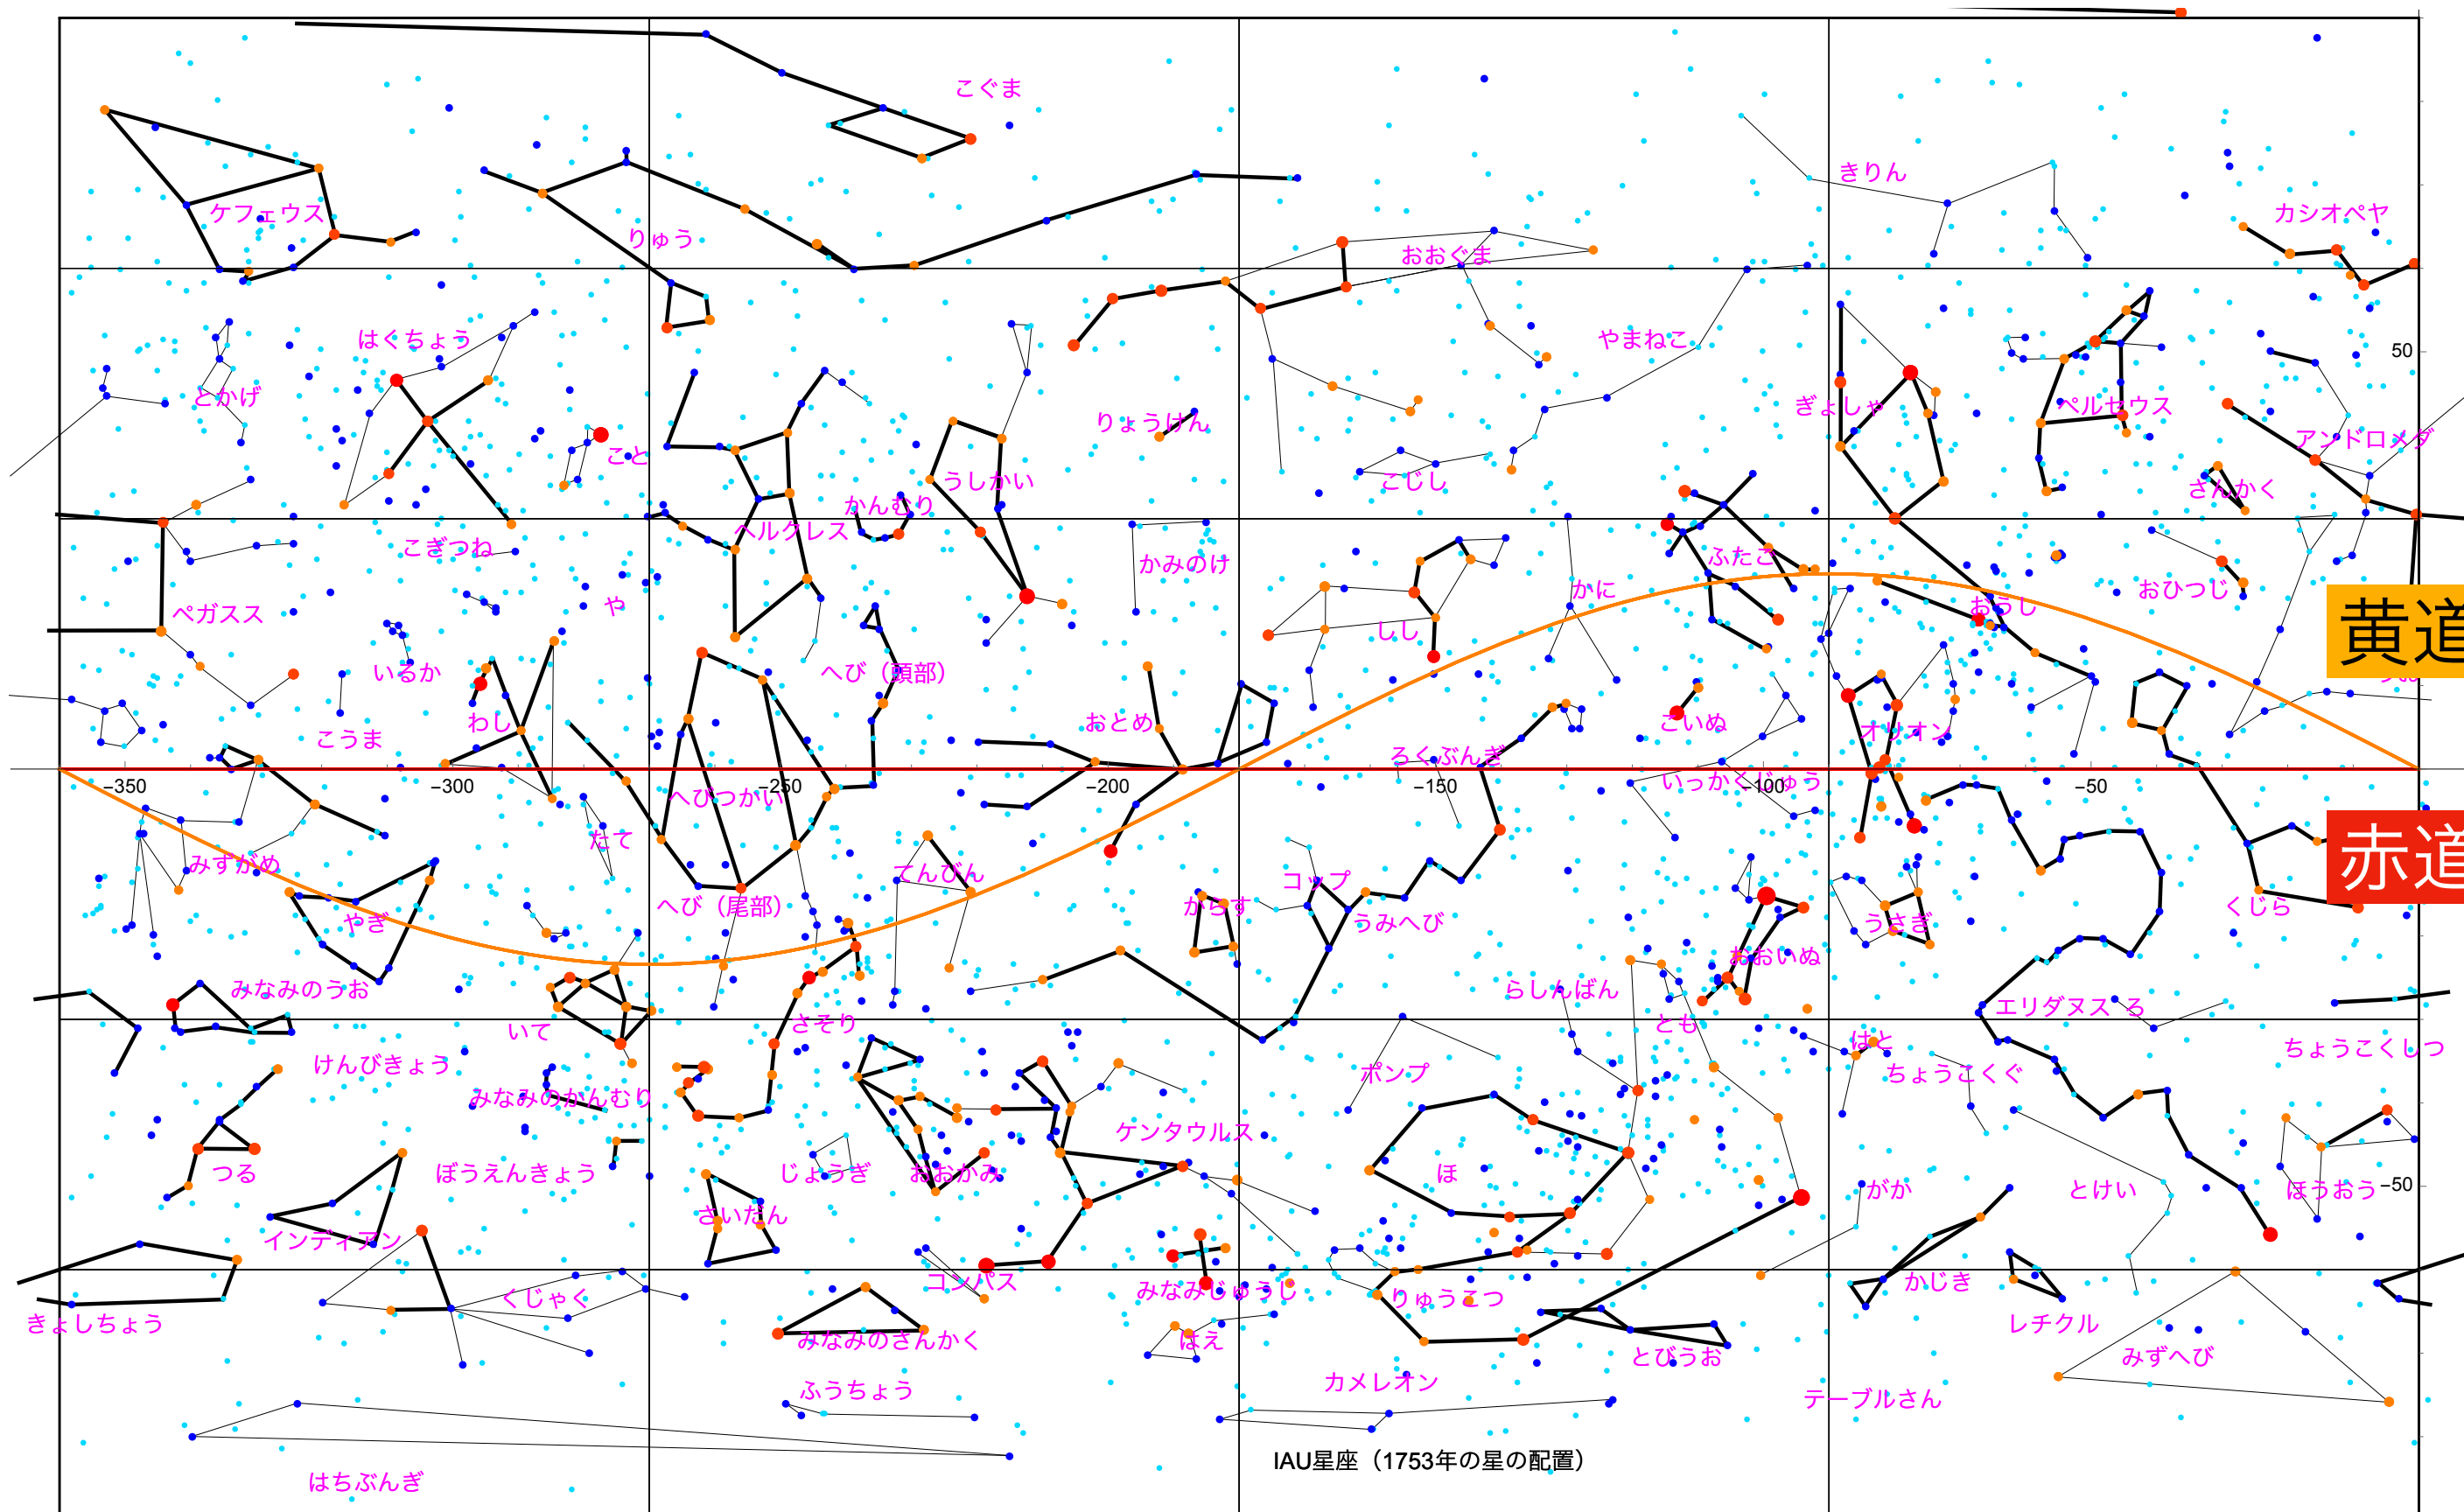 こぐま
きりん
ケフェウス
カシオペヤ
りゅう
おおぐま
はくちょう
やまねこ
50
とかげ
ぎょしゃ
ペルセウス
りょうけん
アンドロメダ
こと
うしかい
こじし
さんかく
かんむり
ヘルクレス
こぎつね
ふたご
かみのけ
おひつじ
かに
や
おうし
ペガスス
しし
黄道
いるか
へび（頭部）
わし
おとめ
こいぬ
オリオン
こうま
ろくぶんぎ
いっかくじゅう
−350
−300
−250
−200
−150
−100
−50
へびつかい
たて
赤道
みずがめ
てんびん
コップ
へび（尾部）
からす
くじら
やぎ
うみへび
うさぎ
おおいぬ
みなみのうお
らしんばん
エリダヌスろ
いて
さそり
とも
はと
ちょうこくしつ
けんびきょう
ポンプ
ちょうこくぐ
みなみのかんむり
ケンタウルス
つる
ぼうえんきょう
じょうぎ
おおかみ
ほ
がか
とけい
ほうおう
−50
さいだん
インディアン
コンパス
かじき
みなみじゅうじ
りゅうこつ
くじゃく
きょしちょう
レチクル
みなみのさんかく
はえ
とびうお
みずへび
カメレオン
ふうちょう
テーブルさん
IAU星座（1753年の星の配置）
はちぶんぎ